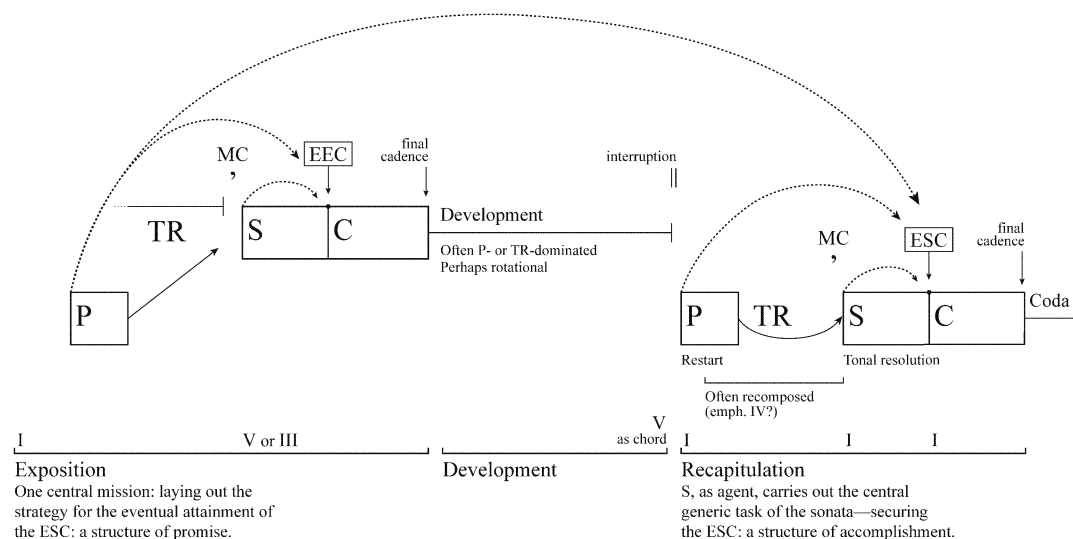 MC
,
EEC
final
cadence
TR
S
C
P
Development
Often P- or TR-dominated
Perhaps rotational
interruption
MC
,
ESC
final
cadence
P
TR
S
C
Coda
Restart
Tonal resolution
Often recomposed
(emph. IV?)
I
V or III
V
as chord
I
I
I
Exposition
One central mission: laying out the
strategy for the eventual attainment of
the ESC: a structure of promise.
Development
Recapitulation
S, as agent, carries out the central
generic task of the sonata—securing
the ESC: a structure of accomplishment.